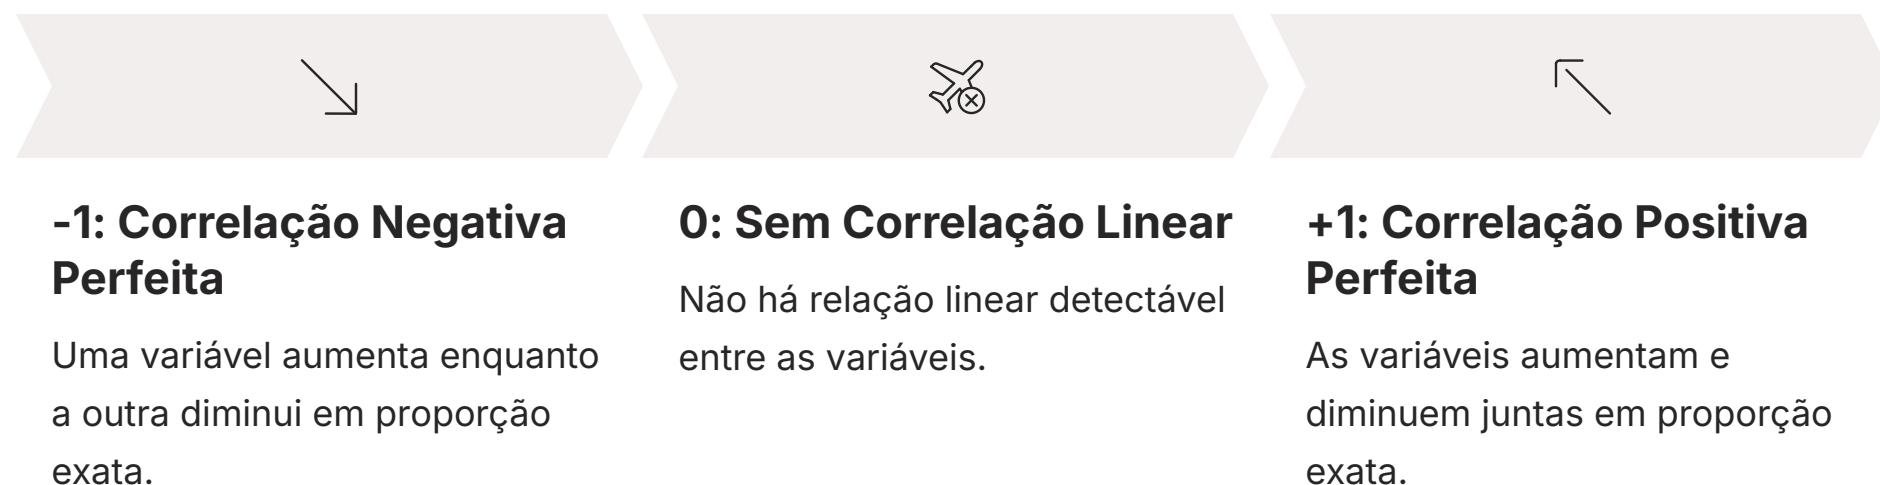 -1: Correlação Negativa
Perfeita
Uma variável aumenta enquanto
a outra diminui em proporção
exata.
0: Sem Correlação Linear
Não há relação linear detectável
entre as variáveis.
+1: Correlação Positiva
Perfeita
As variáveis aumentam e
diminuem juntas em proporção
exata.